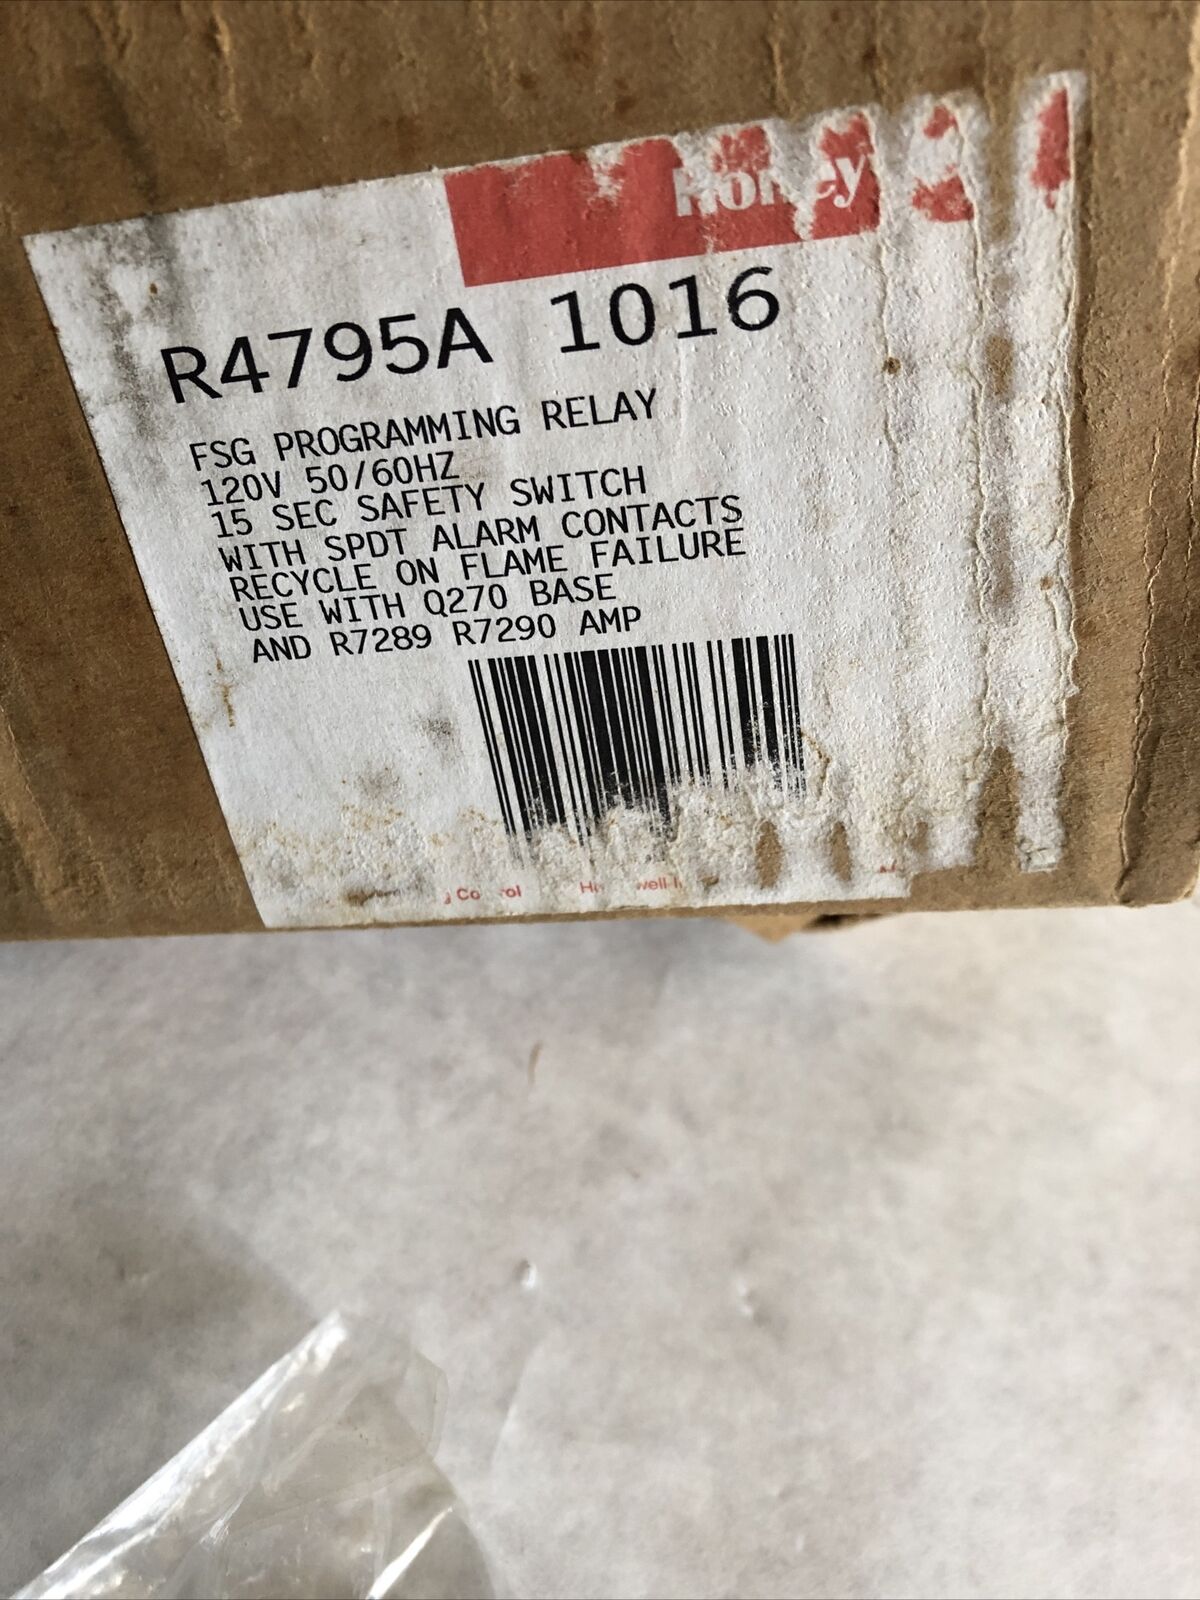 R4795A 1016
FSG PROGRAMMING RELAY
120V 50/60HZ
15 SEC SAFETY SWITCH
WITH SPDT ALARM CONTACTS
RECYCLE ON FLAME FAILURE
USE WITH Q270 BASE
AND R7289 R7290 AMP